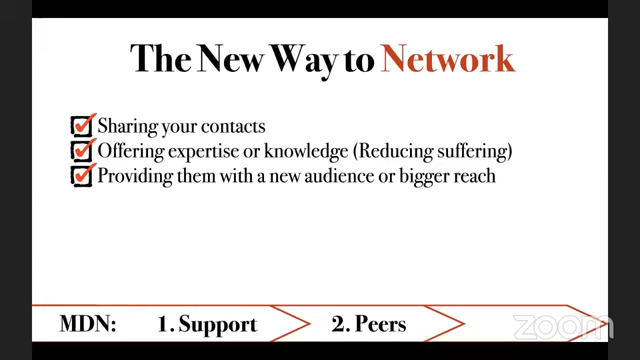 The New Way to Network
Sharing your contacts
Offering expertise or knowledge (Reducing suffering)
Providing them with a new audience or bigger reach
MDN: 1. Support 2. Peers
zoom